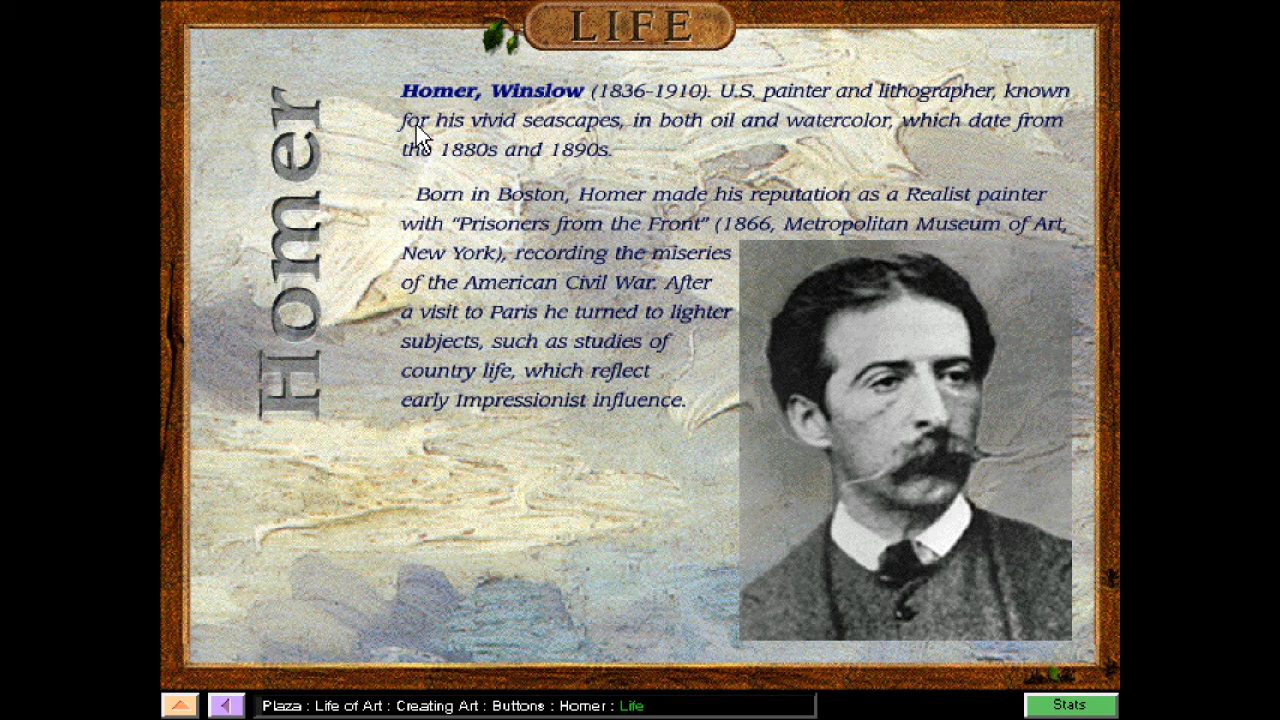 LIFE
Homer
Homer, Winslow (1836-1910). U.S. painter and lithographer, known
for his vivid seascapes, in both oil and watercolor, which date from
the 1880s and 1890s.
Born in Boston, Homer made his reputation as a Realist painter
with "Prisoners from the Front" (1866, Metropolitan Museum of Art,
New York), recording the miseries
of the American Civil War. After
a visit to Paris he turned to lighter
subjects, such as studies of
country life, which reflect
early Impressionist influence.
Plaza : Life of Art : Creating Art : Buttons : Homer : Life
Stats